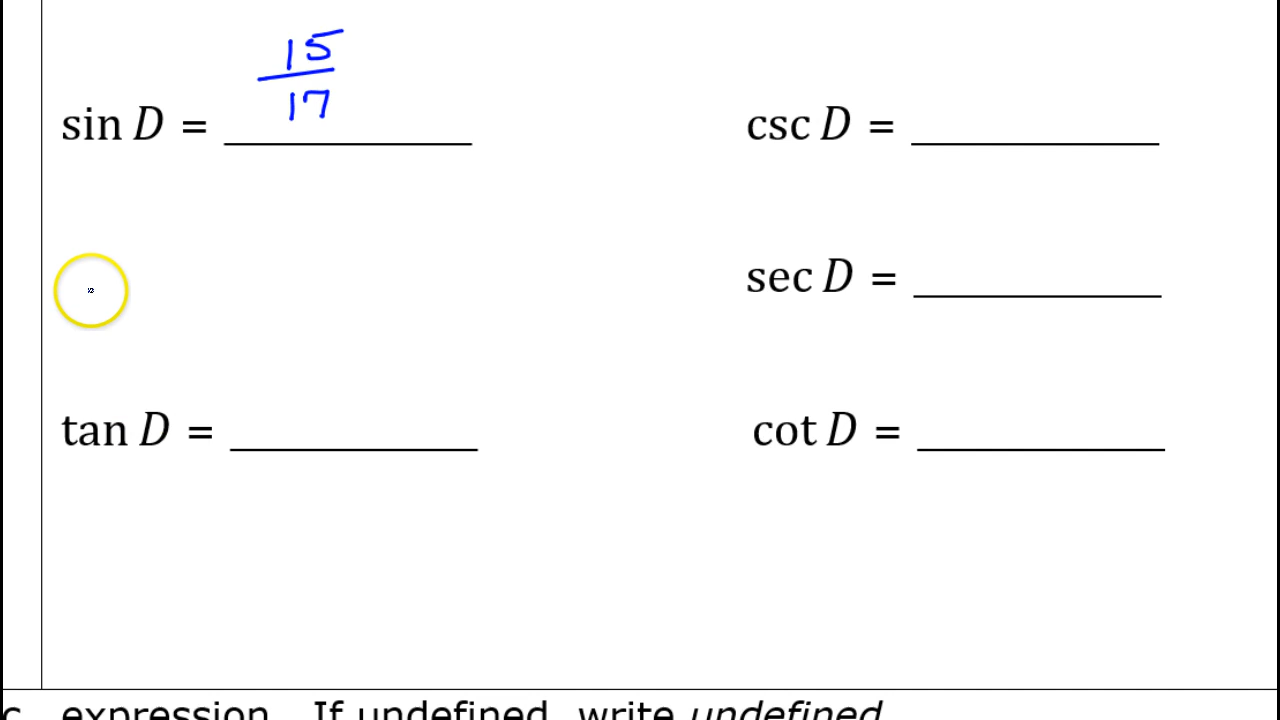 15
17
sin D = ____________ csc D = ____________
sec D = ____________
tan D = ____________ cot D = ____________
c expression. If undefined, write undefined